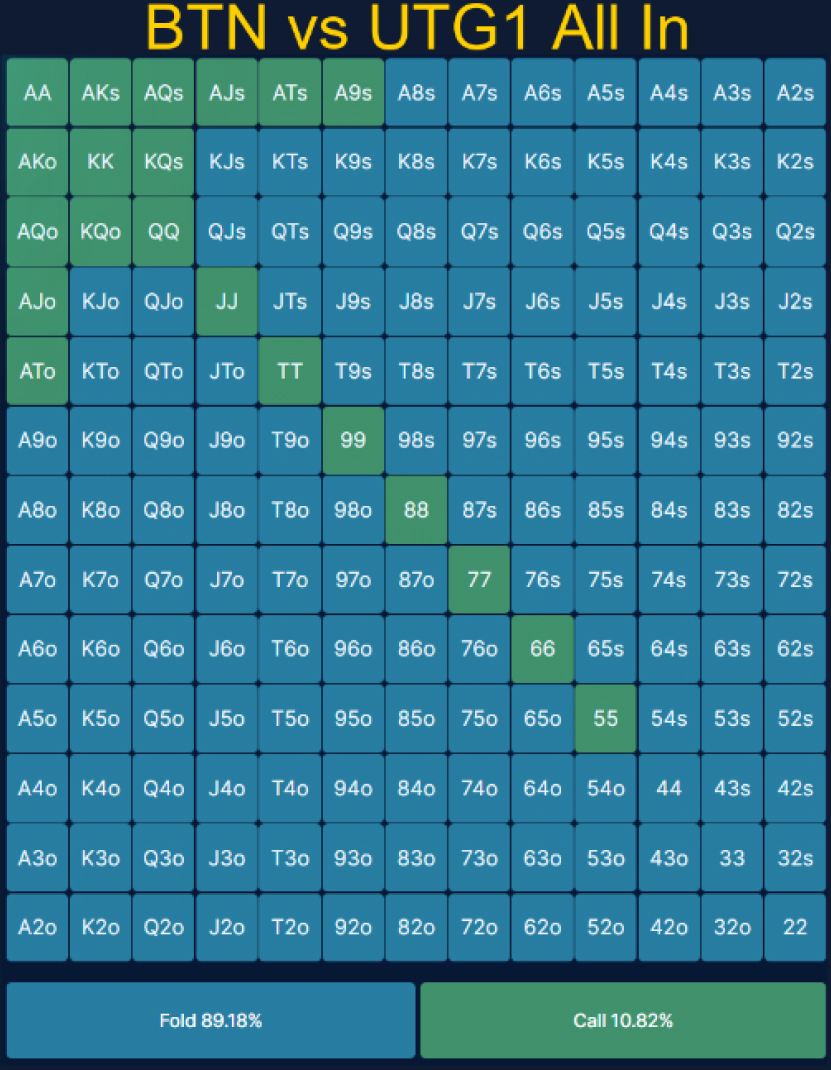 BTN vs UTG1 All In
AA AKs AQs AJs ATs A9s A8s A7s A6s A5s A4s A3s A2s
AKo KK KQs KJs KTs K9s K8s K7s K6s K5s K4s K3s K2s
AQo KQo QQ QJs QTs Q9s Q8s Q7s Q6s Q5s Q4s Q3s Q2s
AJo KJo QJo JJ JTs J9s J8s J7s J6s J5s J4s J3s J2s
ATo KTo QTo JTo TT T9s T8s T7s T6s T5s T4s T3s T2s
A9o K9o Q9o J9o T9o 99 98s 97s 96s 95s 94s 93s 92s
A8o K8o Q8o J8o T8o 98o 88 87s 86s 85s 84s 83s 82s
A7o K7o Q7o J7o T7o 97o 87o 77 76s 75s 74s 73s 72s
A6o K6o Q6o J6o T6o 96o 86o 76o 66 65s 64s 63s 62s
A5o K5o Q5o J5o T5o 95o 85o 75o 65o 55 54s 53s 52s
A4o K4o Q4o J4o T4o 94o 84o 74o 64o 54o 44 43s 42s
A3o K3o Q3o J3o T3o 93o 83o 73o 63o 53o 43o 33 32s
A2o K2o Q2o J2o T2o 92o 82o 72o 62o 52o 42o 32o 22
Fold 89.18% Call 10.82%